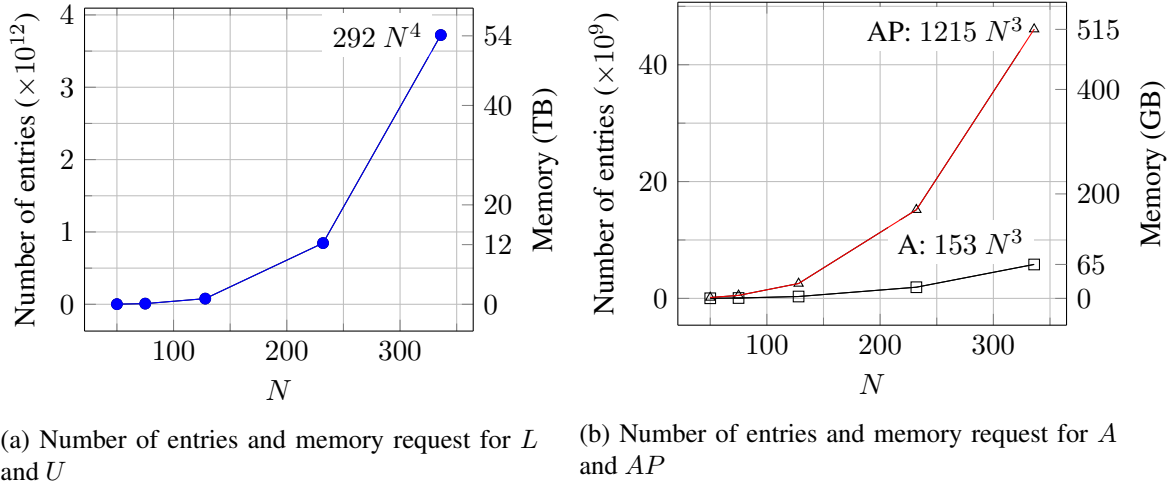 Number of entries (×10^12)
4
3
2
1
0
292 N^4
54
40
20
12
0
Memory (TB)
100
200
300
N
(a) Number of entries and memory request for L
and U
Number of entries (×10^9)
40
20
0
AP: 1215 N^3
A: 153 N^3
515
400
200
65
0
Memory (GB)
100
200
300
N
(b) Number of entries and memory request for A
and AP